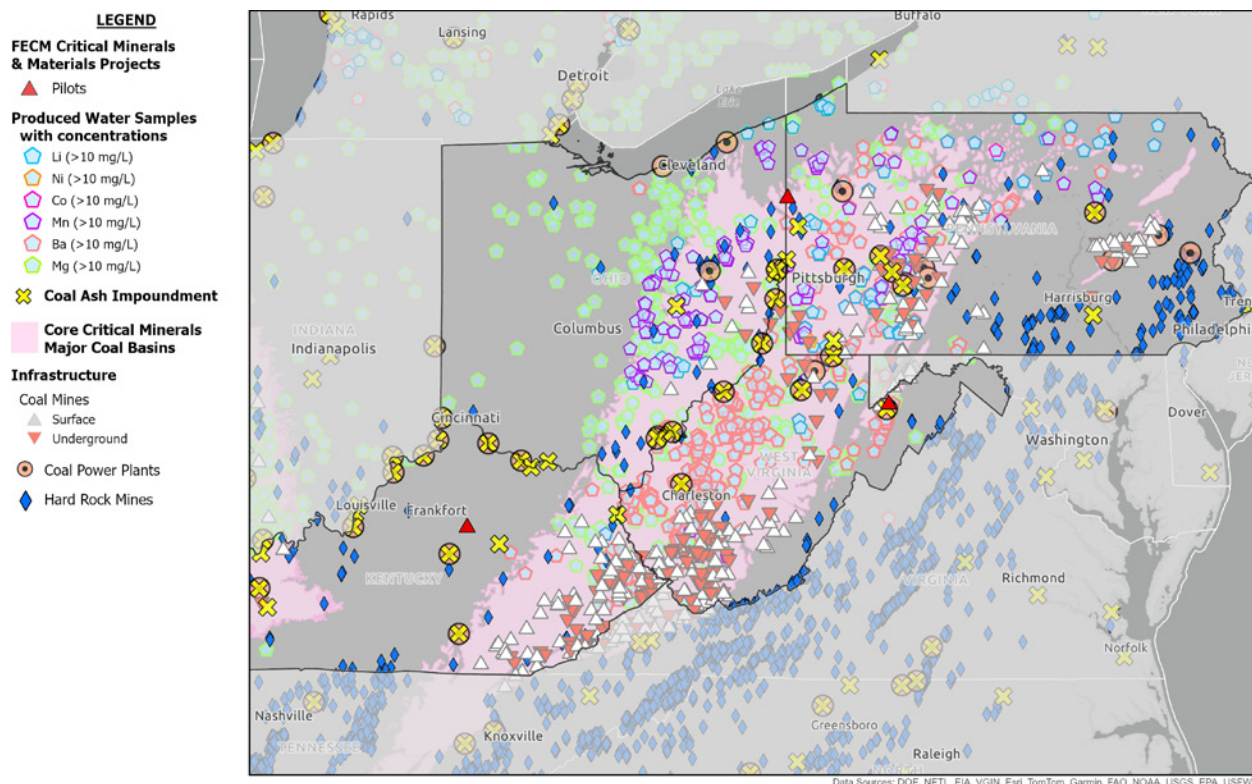 LEGEND
FECM Critical Minerals
& Materials Projects
Pilots
Produced Water Samples
with concentrations
Li (>10 mg/L)
Ni (>10 mg/L)
Co (>10 mg/L)
Mn (>10 mg/L)
Ba (>10 mg/L)
Mg (>10 mg/L)
Coal Ash Impoundment
Core Critical Minerals
Major Coal Basins
Infrastructure
Coal Mines
Surface
Underground
Coal Power Plants
Hard Rock Mines
Rapids
Lansing
Buffalo
Detroit
Lake
Erie
Cleveland
PENNSYLVANIA
OHIO
Pittsburgh
Harrisburg
Tren
Philadelphia
INDIANA
Indianapolis
Columbus
NE
JER
Cincinnati
Dover
Washington
WEST
VIRGINIA
Charleston
Louisville
Frankfort
KENTUCKY
VIRGINIA
Richmond
Norfolk
Nashville
TENNESSEE
Knoxville
Greensboro
Raleigh
NORTH
Data Sources: DOE, NETL, EIA, VGIN, Esri, TomTom, Garmin, FAO, NOAA, USGS, EPA, USFW